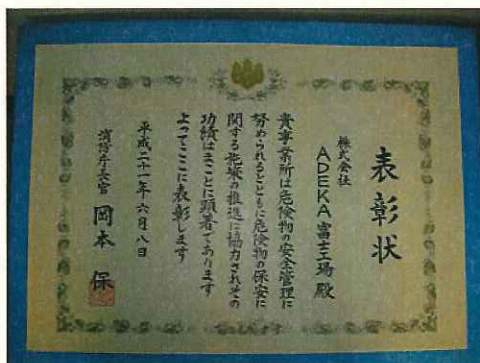 表彰状
株式会社
ADEKA富士工場 殿
貴事業所は危険物の安全管理に
努められるとともに危険物の保安に
関する施策の推進に協力されその
功績はまことに顕著であります
よってここに表彰します
平成二十一年六月八日
消防庁長官 岡本 保